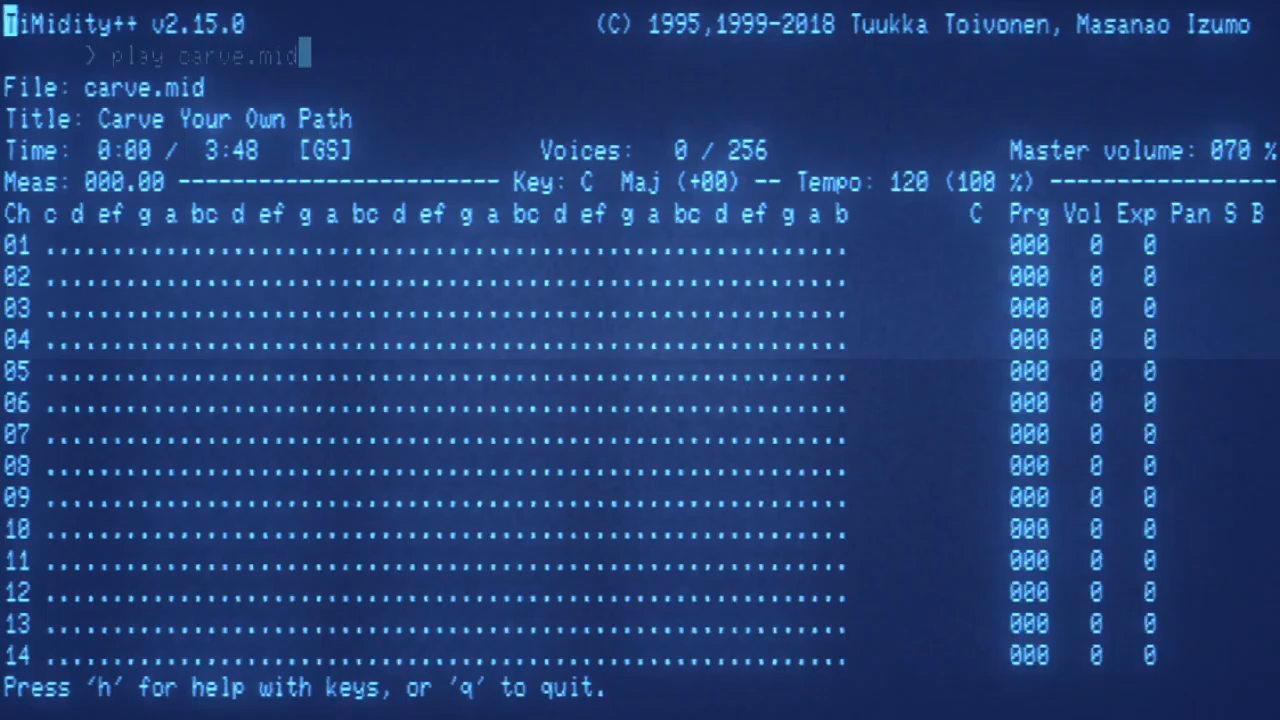 TiMidity++ v2.15.0 (C) 1995,1999-2018 Tuukka Toivonen, Masanao Izumo
> play carve.mid
File: carve.mid
Title: Carve Your Own Path
Time: 0:00 / 3:48 [GS] Voices: 0 / 256 Master volume: 070 %
Meas: 000.00 ------------------------ Key: C Maj (+00) -- Tempo: 120 (100 %) -----------------
Ch c d ef g a bc d ef g a bc d ef g a bc d ef g a bc d ef g a b C Prg Vol Exp Pan S B
01 ............................................................ 000 0 0
02 ............................................................ 000 0 0
03 ............................................................ 000 0 0
04 ............................................................ 000 0 0
05 ............................................................ 000 0 0
06 ............................................................ 000 0 0
07 ............................................................ 000 0 0
08 ............................................................ 000 0 0
09 ............................................................ 000 0 0
10 ............................................................ 000 0 0
11 ............................................................ 000 0 0
12 ............................................................ 000 0 0
13 ............................................................ 000 0 0
14 ............................................................ 000 0 0
Press 'h' for help with keys, or 'q' to quit.